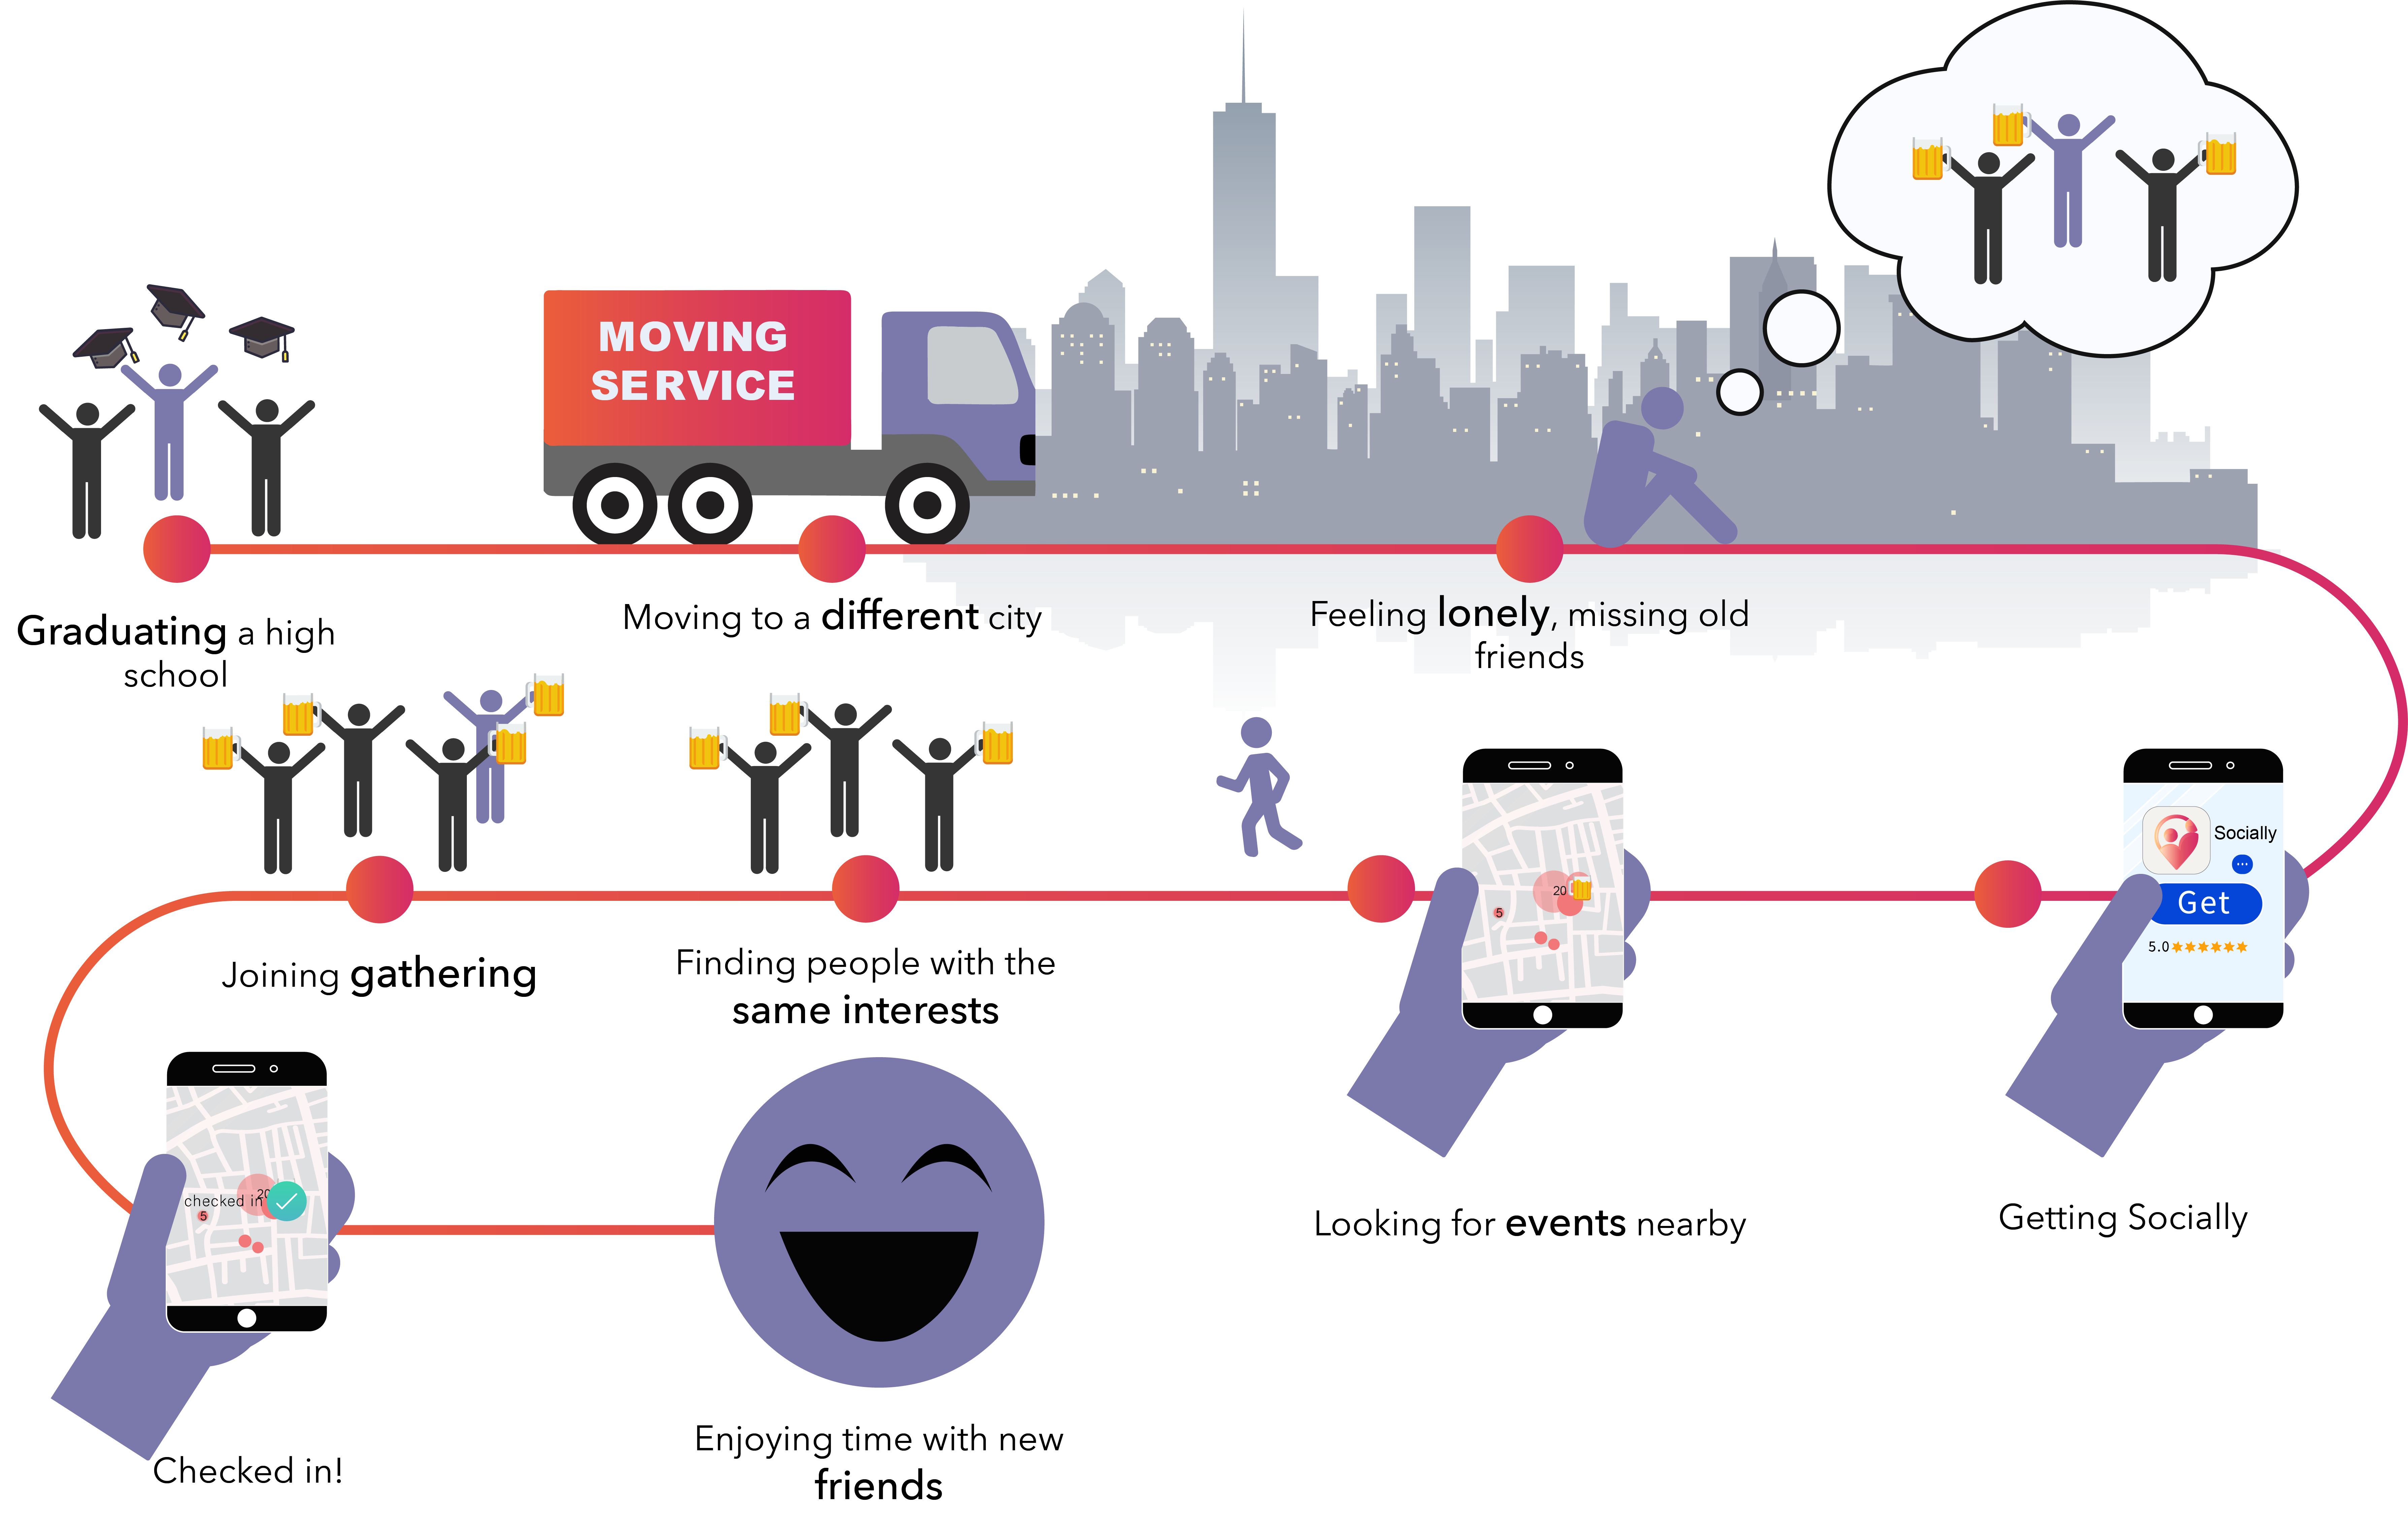 MOVING
SERVICE
Graduating a high
school
Moving to a different city
Feeling lonely, missing old
friends
Socially
Get
5.0
Getting Socially
20
5
Looking for events nearby
Finding people with the
same interests
Joining gathering
checked in
20
5
Checked in!
Enjoying time with new
friends